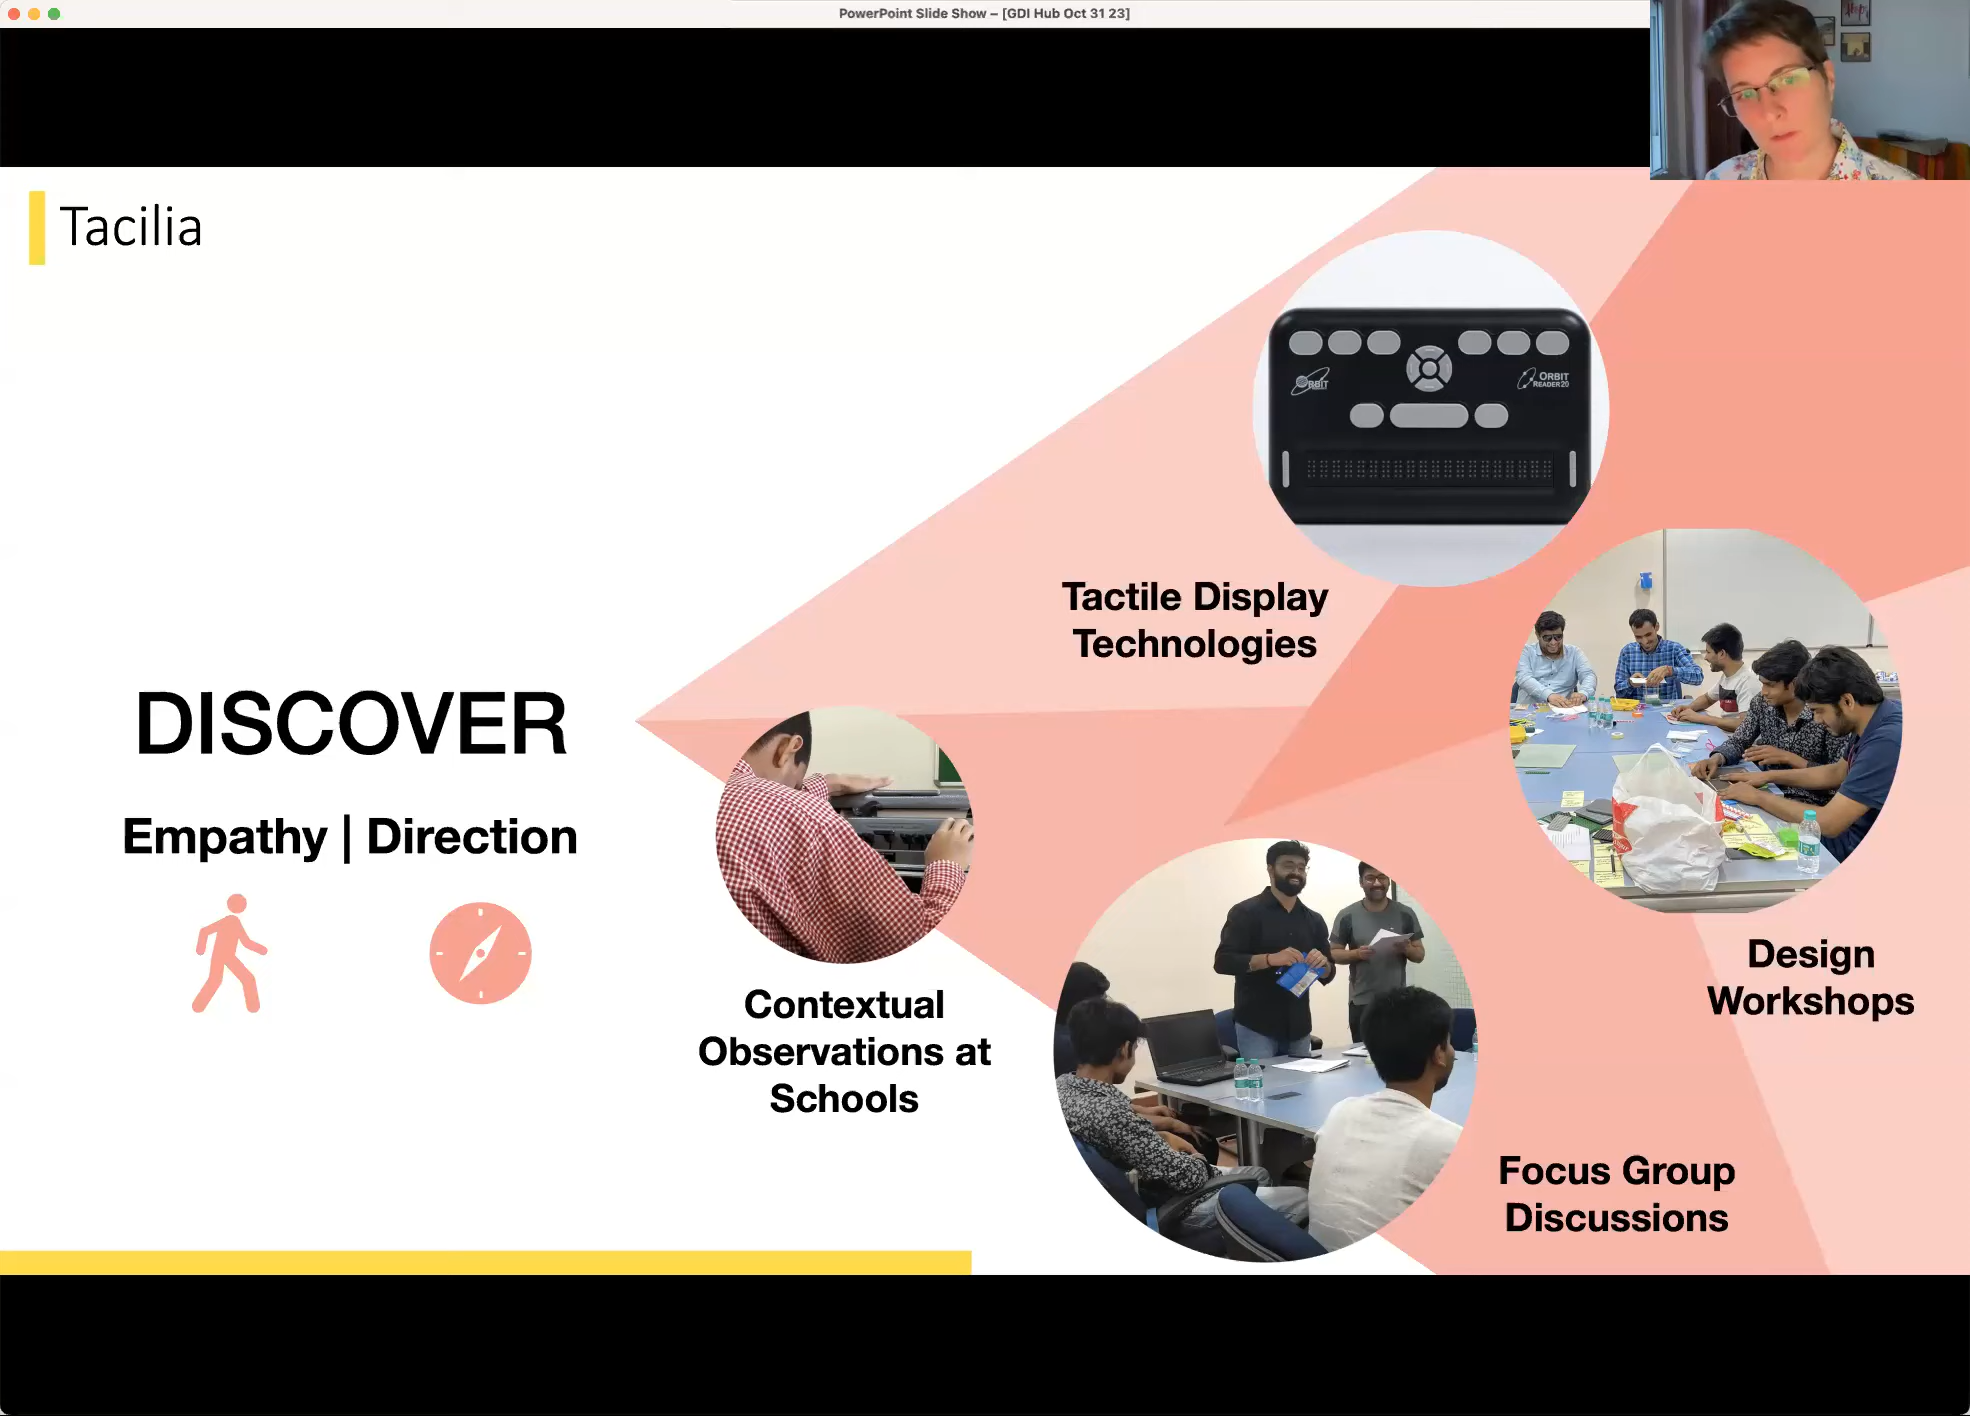 PowerPoint Slide Show – [GDI Hub Oct 31 23]
Tacilia
ORBIT
ORBIT
READER 20
Tactile Display
Technologies
DISCOVER
Empathy | Direction
Contextual
Observations at
Schools
Design
Workshops
Focus Group
Discussions